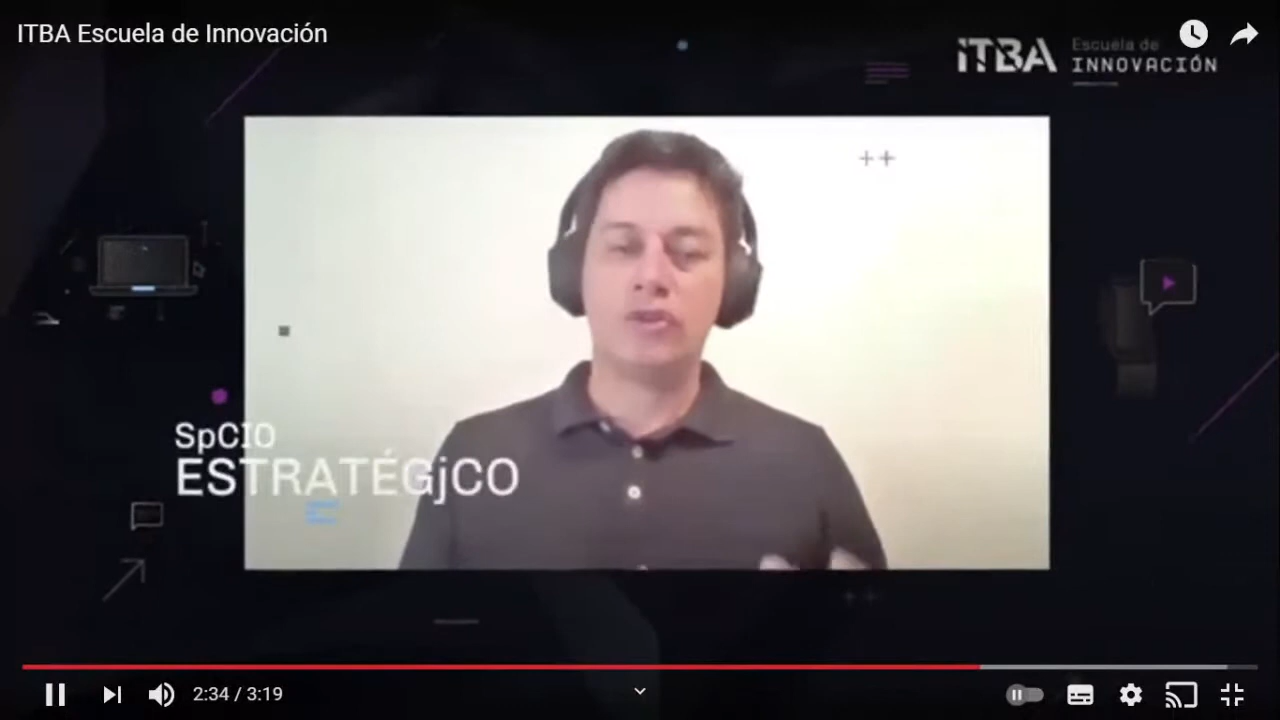 ITBA Escuela de Innovación
ITBA
Escuela de
INNOVACIÓN
SpCIO
ESTRATÉGjCO
2:34 / 3:19